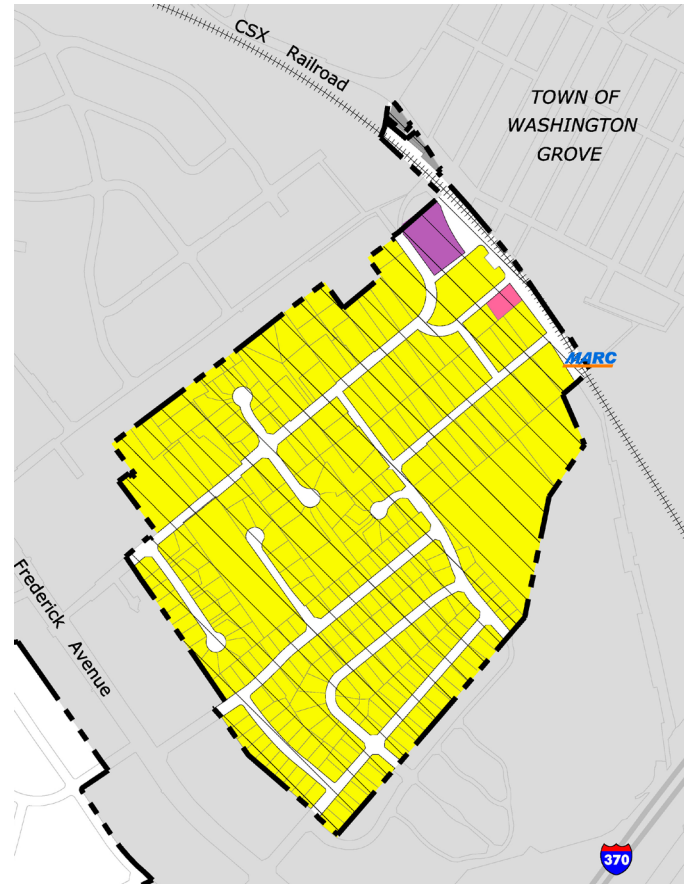 CSX Railroad
TOWN OF
WASHINGTON
GROVE
MARC
Frederick Avenue
370